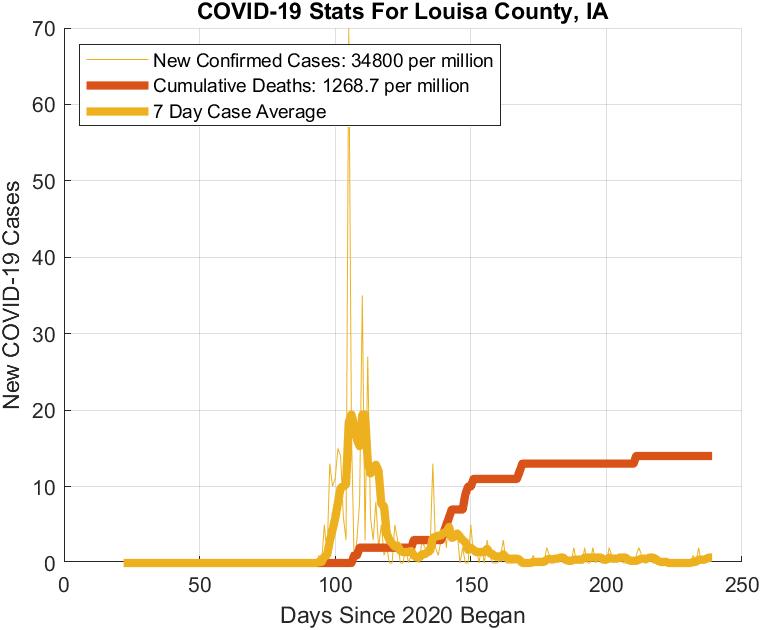 COVID-19 Stats For Louisa County, IA
New Confirmed Cases: 34800 per million
Cumulative Deaths: 1268.7 per million
7 Day Case Average
New COVID-19 Cases
70
60
50
40
30
20
10
0
0 50 100 150 200 250
Days Since 2020 Began